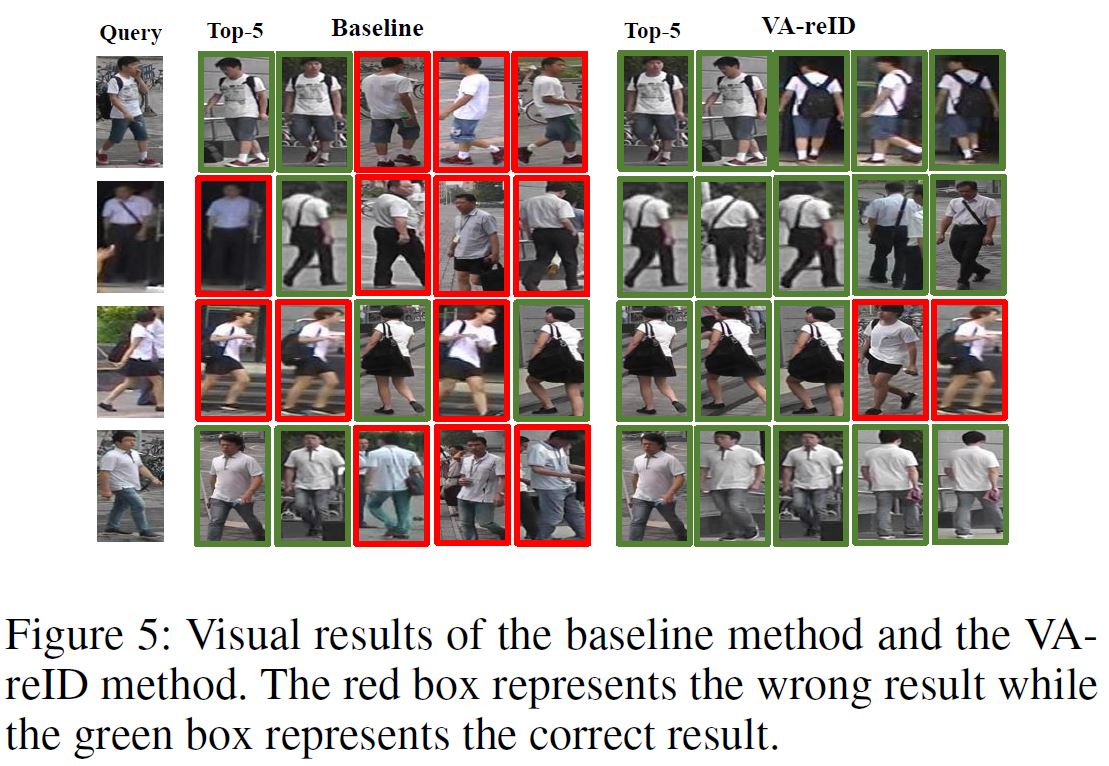 Query Top-5 Baseline Top-5 VA-reID
Figure 5: Visual results of the baseline method and the VA-
reID method. The red box represents the wrong result while
the green box represents the correct result.